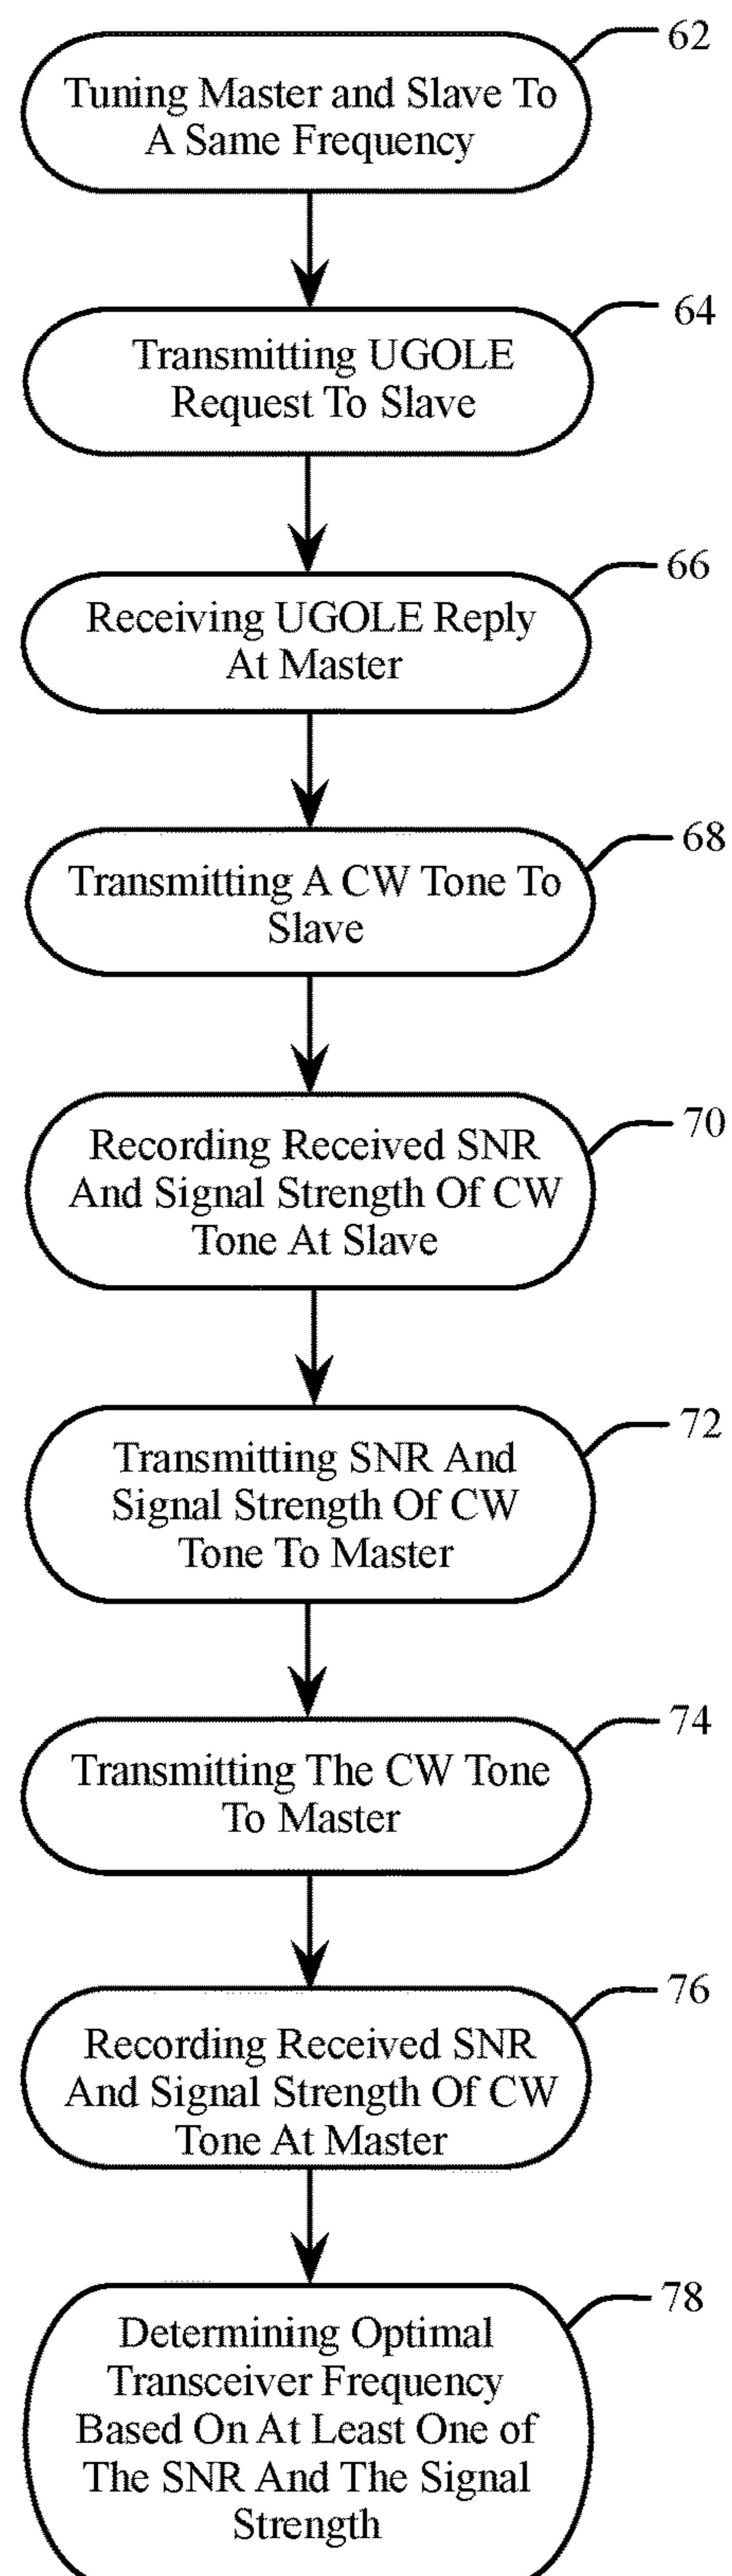 62
Tuning Master and Slave To
A Same Frequency
64
Transmitting UGOLE
Request To Slave
66
Receiving UGOLE Reply
At Master
68
Transmitting A CW Tone To
Slave
70
Recording Received SNR
And Signal Strength Of CW
Tone At Slave
72
Transmitting SNR And
Signal Strength Of CW
Tone To Master
74
Transmitting The CW Tone
To Master
76
Recording Received SNR
And Signal Strength Of CW
Tone At Master
78
Determining Optimal
Transceiver Frequency
Based On At Least One of
The SNR And The Signal
Strength